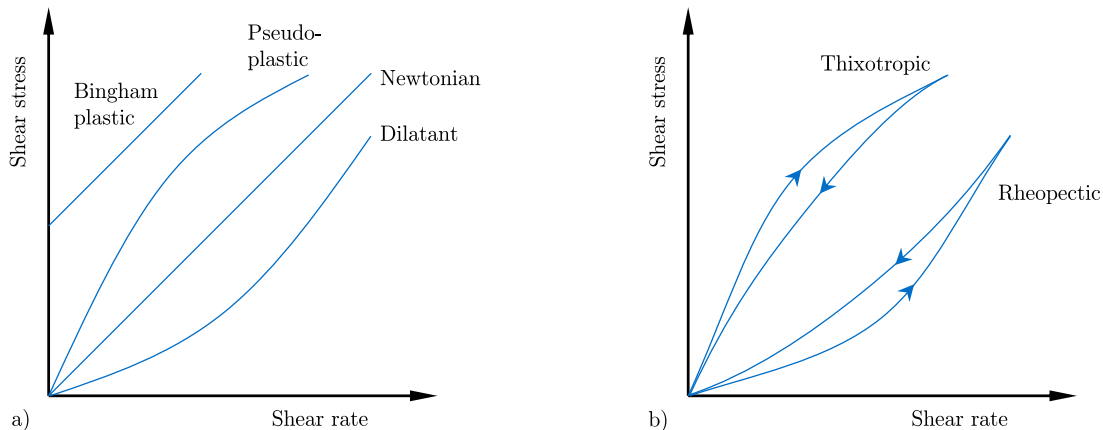 Shear stress
Pseudo-
plastic
Bingham
plastic
Newtonian
Dilatant
a)
Shear rate
Shear stress
Thixotropic
Rheopectic
b)
Shear rate